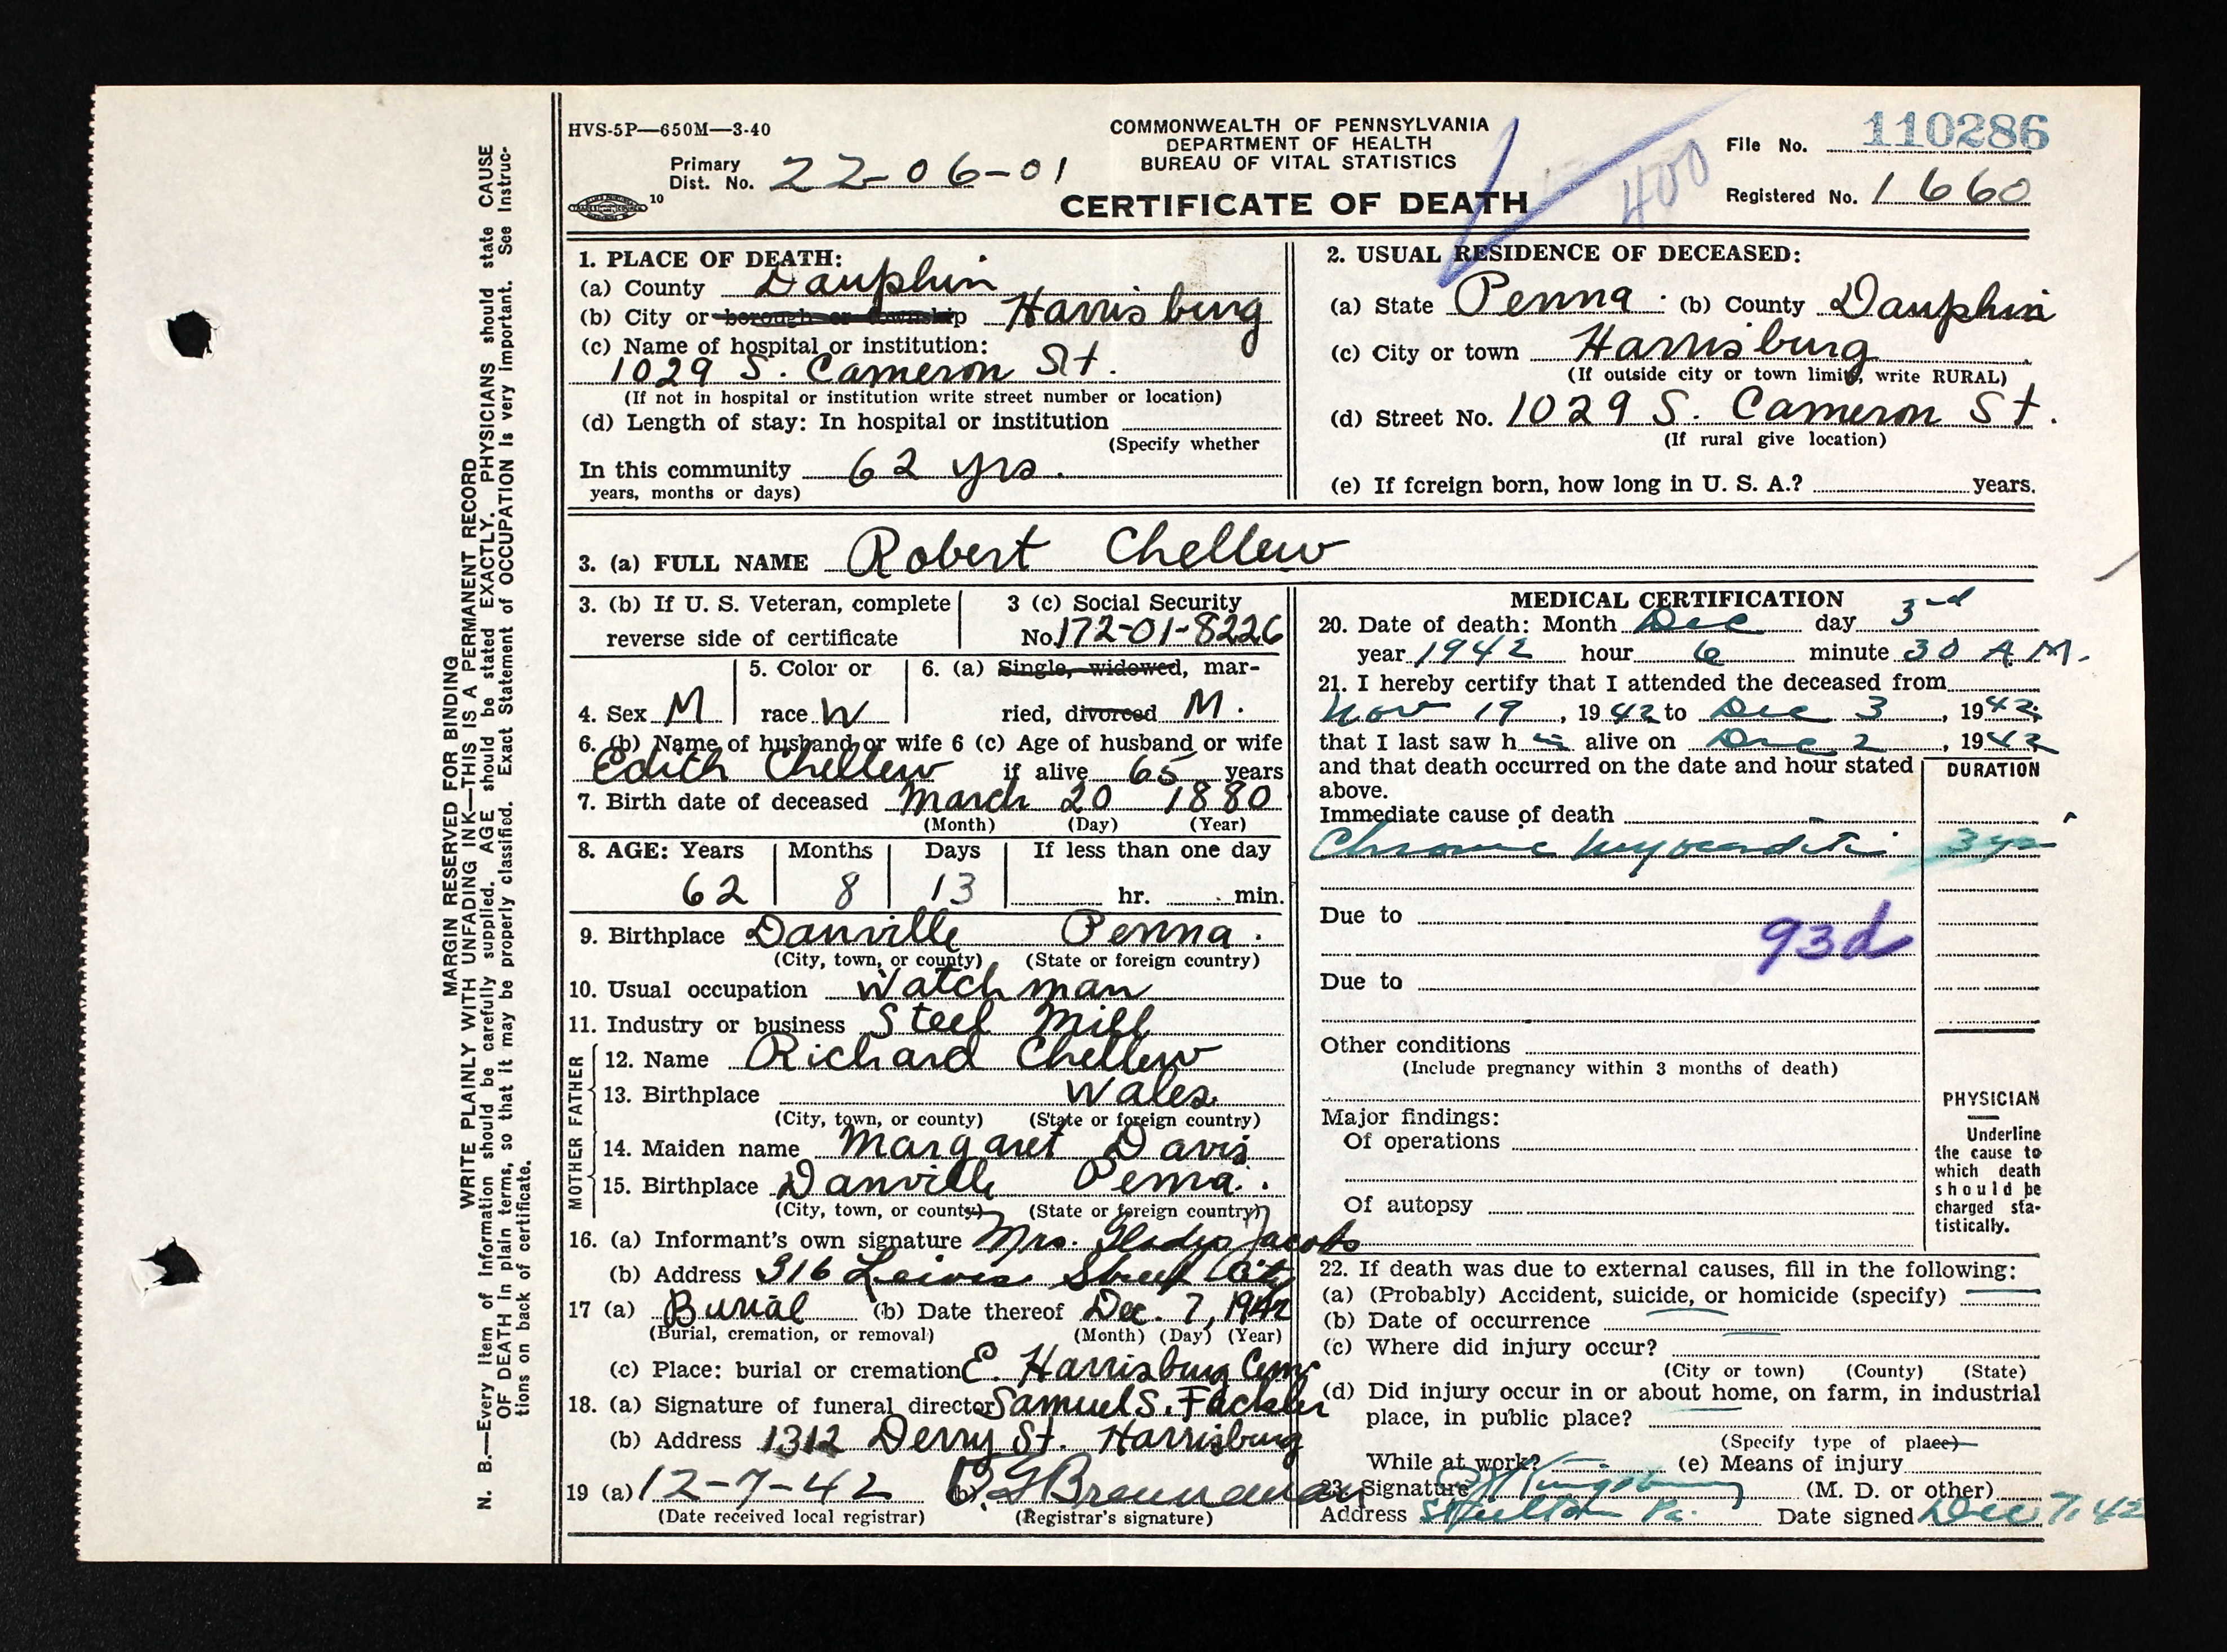 HVS-5P—650M—3-40
COMMONWEALTH OF PENNSYLVANIA
DEPARTMENT OF HEALTH
BUREAU OF VITAL STATISTICS
CERTIFICATE OF DEATH
Primary
Dist. No. 22-06-01
10
400
File No. 110286
Registered No. 1660
1. PLACE OF DEATH:
(a) County Dauphin
(b) City or borough or township Harrisburg
(c) Name of hospital or institution:
1029 S. Cameron St.
(If not in hospital or institution write street number or location)
(d) Length of stay: In hospital or institution
(Specify whether
In this community 62 yrs.
years, months or days)
2. USUAL RESIDENCE OF DECEASED:
(a) State Penna. (b) County Dauphin
(c) City or town Harrisburg
(If outside city or town limits, write RURAL)
(d) Street No. 1029 S. Cameron St.
(If rural give location)
(e) If foreign born, how long in U. S. A.? years.
3. (a) FULL NAME Robert Chellew
3. (b) If U. S. Veteran, complete
reverse side of certificate
3 (c) Social Security
No. 172-01-8226
4. Sex M
5. Color or
race W
6. (a) Single, widowed, mar-
ried, divorced M.
6. (b) Name of husband or wife 6 (c) Age of husband or wife
Edith Chellew if alive 65 years
7. Birth date of deceased March 20 1880
(Month) (Day) (Year)
8. AGE: Years Months Days If less than one day
62 8 13 hr. min.
9. Birthplace Danville Penna.
(City, town, or county) (State or foreign country)
10. Usual occupation Watchman
11. Industry or business Steel Mill
FATHER
12. Name Richard Chellew
13. Birthplace Wales
(City, town, or county) (State or foreign country)
MOTHER
14. Maiden name Margaret Davis
15. Birthplace Danville Penna.
(City, town, or county) (State or foreign country)
16. (a) Informant's own signature Mrs. Gladys Jacobs
(b) Address 316 Lewis Street City
17 (a) Burial (b) Date thereof Dec. 7, 1942
(Burial, cremation, or removal) (Month) (Day) (Year)
(c) Place: burial or cremation E. Harrisburg Cem.
18. (a) Signature of funeral director Samuel S. Fackler
(b) Address 1312 Derry St. Harrisburg
19 (a) 12-7-42 (b)
(Date received local registrar) (Registrar's signature)
MEDICAL CERTIFICATION
20. Date of death: Month Dec day 3rd
year 1942 hour 6 minute 30 A.M.
21. I hereby certify that I attended the deceased from
Nov 19, 1942 to Dec 3, 1942;
that I last saw him alive on Dec 2, 1942
and that death occurred on the date and hour stated
above.
DURATION
Immediate cause of death
Chronic Myocarditis 3 yrs
Due to
93d
Due to
Other conditions
(Include pregnancy within 3 months of death)
Major findings:
Of operations
Of autopsy
PHYSICIAN
Underline
the cause to
which death
should be
charged sta-
tistically.
22. If death was due to external causes, fill in the following:
(a) (Probably) Accident, suicide, or homicide (specify)
(b) Date of occurrence
(c) Where did injury occur?
(City or town) (County) (State)
(d) Did injury occur in or about home, on farm, in industrial
place, in public place?
(Specify type of place)
While at work? (e) Means of injury
23. Signature (M. D. or other)
Address Steelton Pa. Date signed Dec 7. 42
MARGIN RESERVED FOR BINDING
WRITE PLAINLY WITH UNFADING INK—THIS IS A PERMANENT RECORD
N. B.—Every item of information should be carefully supplied. AGE should be stated EXACTLY. PHYSICIANS should state CAUSE
OF DEATH in plain terms, so that it may be properly classified. Exact Statement of OCCUPATION is very important. See Instruc-
tions on back of certificate.